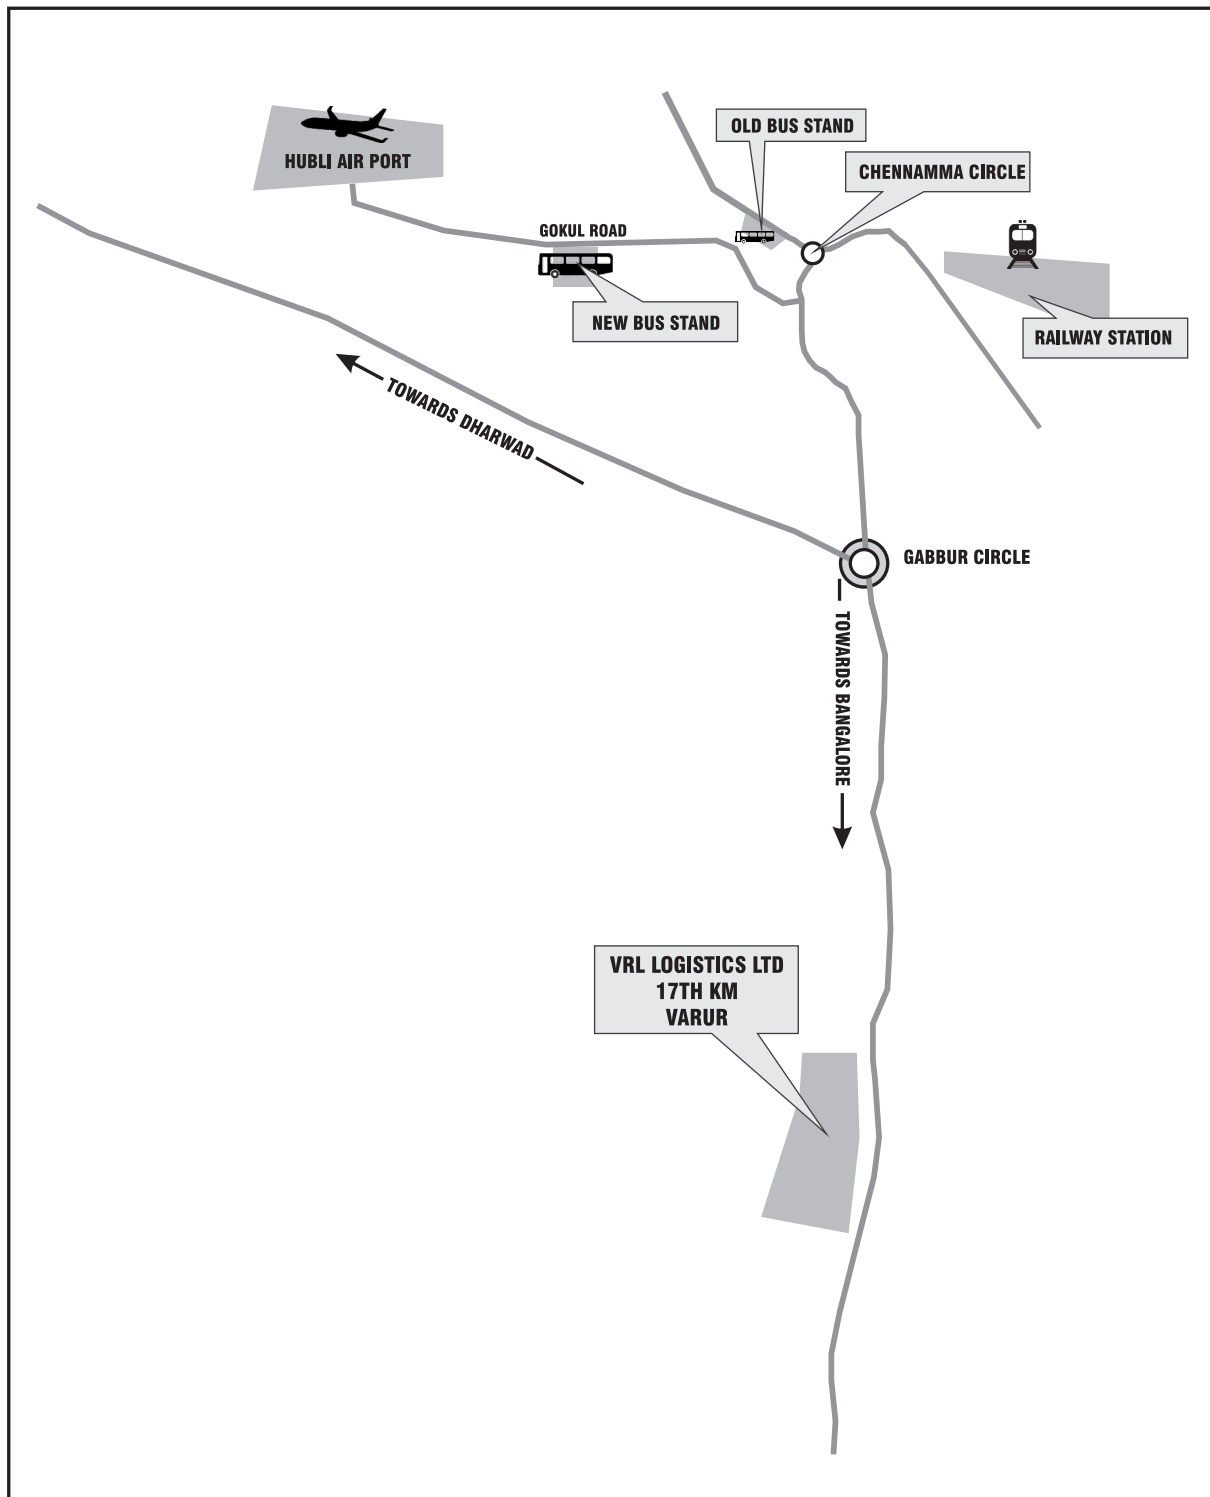 OLD BUS STAND
HUBLI AIR PORT
CHENNAMMA CIRCLE
GOKUL ROAD
NEW BUS STAND
RAILWAY STATION
TOWARDS DHARWAD
GABBUR CIRCLE
TOWARDS BANGALORE
VRL LOGISTICS LTD
17TH KM
VARUR